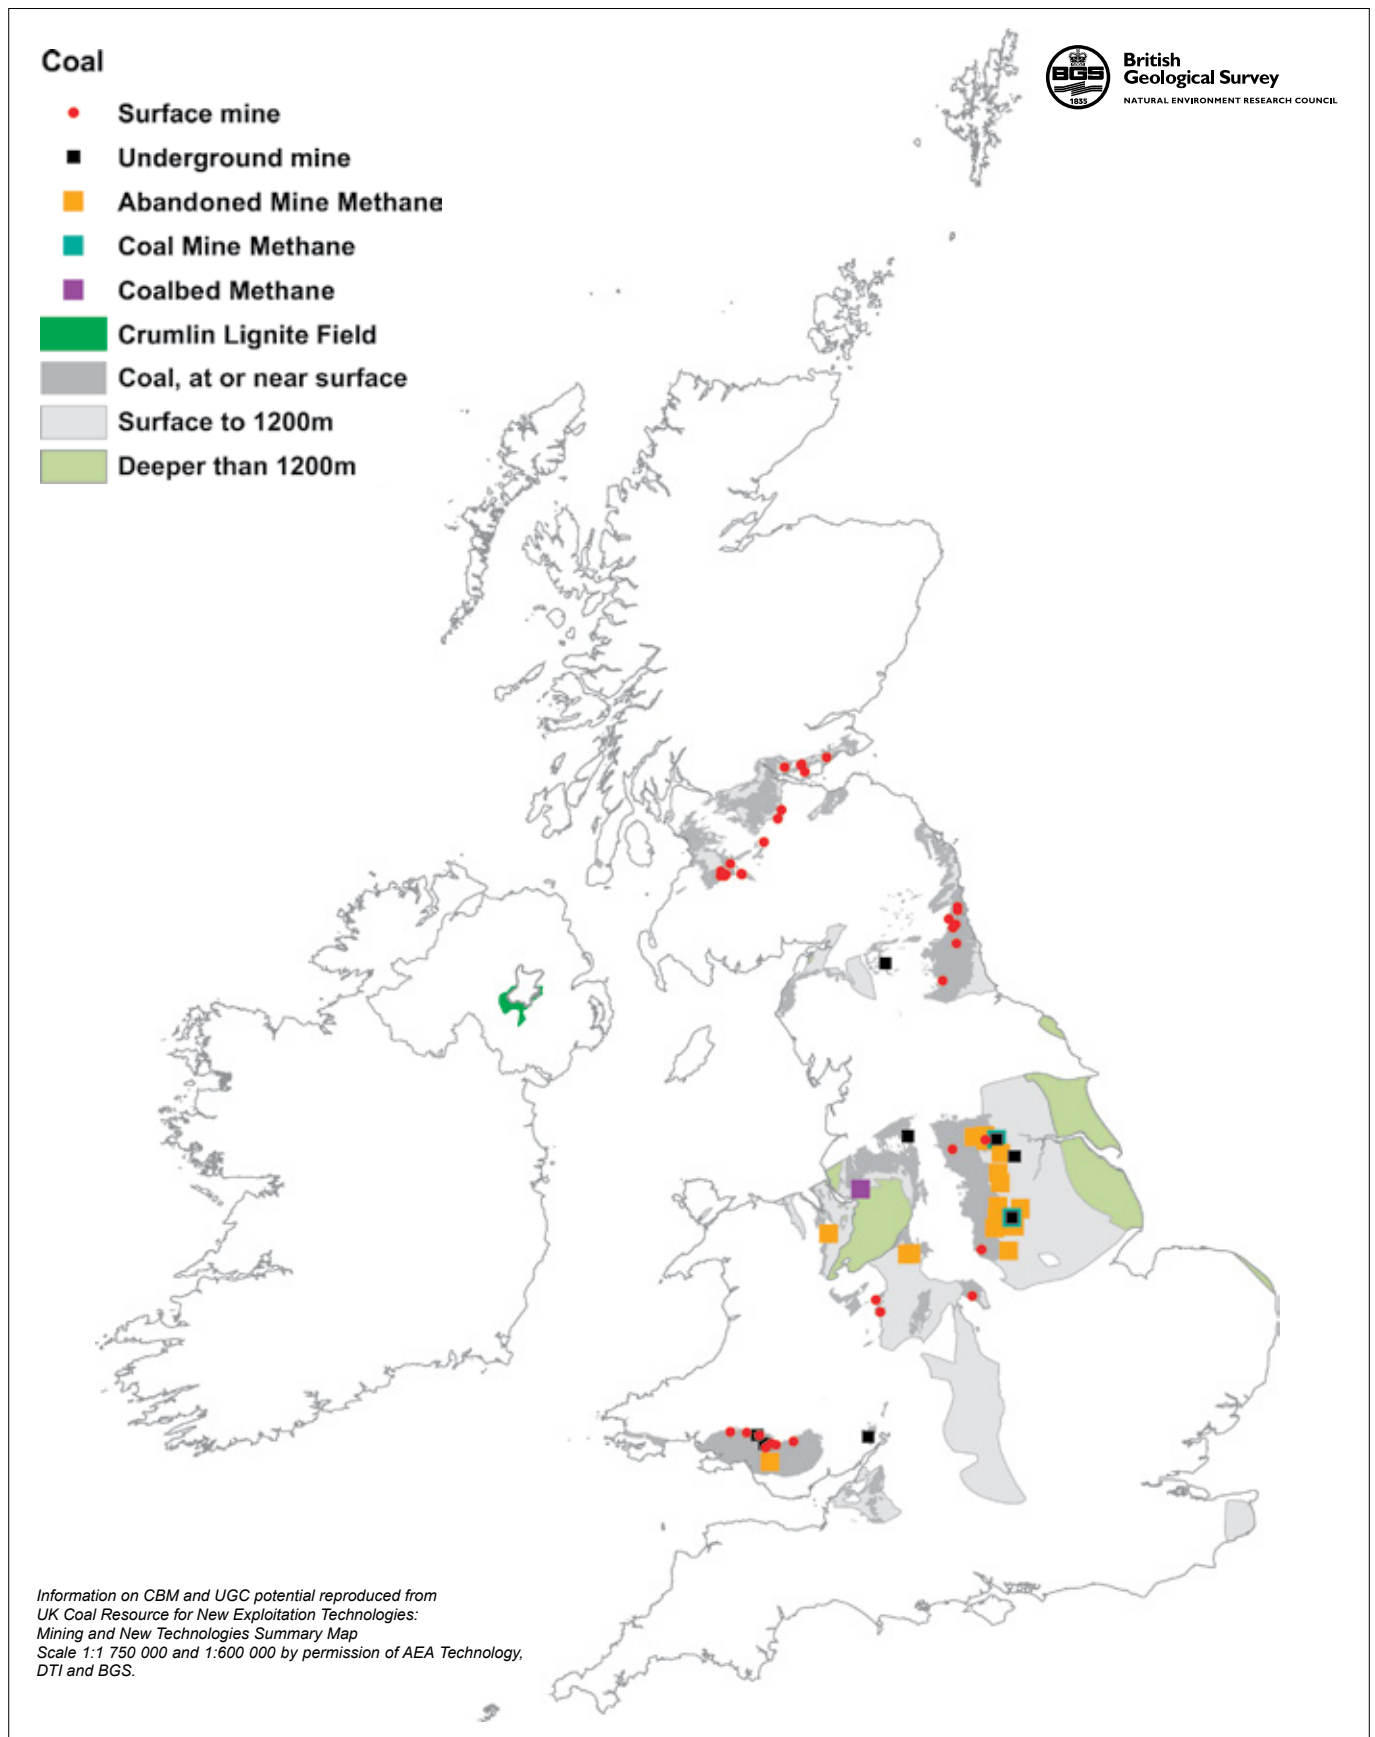 Coal
Surface mine
Underground mine
Abandoned Mine Methane
Coal Mine Methane
Coalbed Methane
Crumlin Lignite Field
Coal, at or near surface
Surface to 1200m
Deeper than 1200m
BGS
1835
British
Geological Survey
NATURAL ENVIRONMENT RESEARCH COUNCIL
Information on CBM and UGC potential reproduced from
UK Coal Resource for New Exploitation Technologies:
Mining and New Technologies Summary Map
Scale 1:1 750 000 and 1:600 000 by permission of AEA Technology,
DTI and BGS.